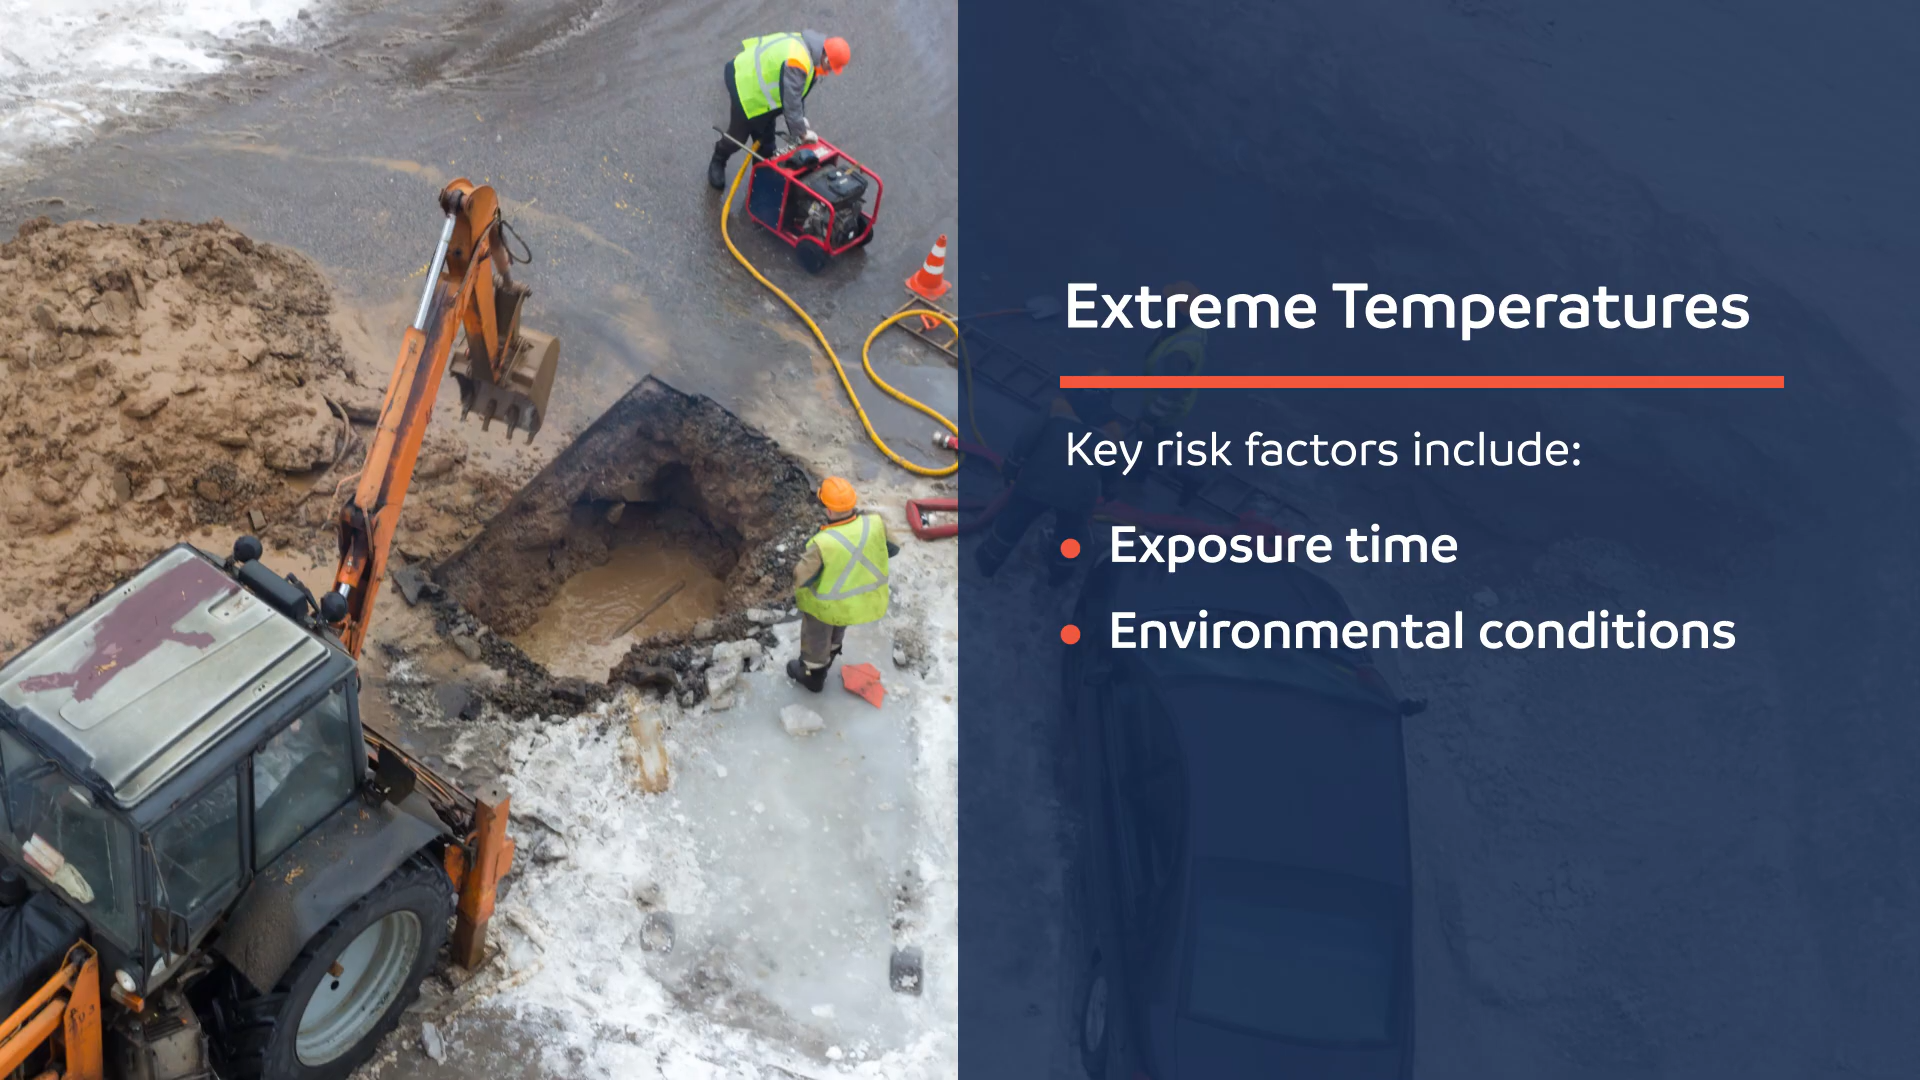 Extreme Temperatures
Key risk factors include:
Exposure time
Environmental conditions